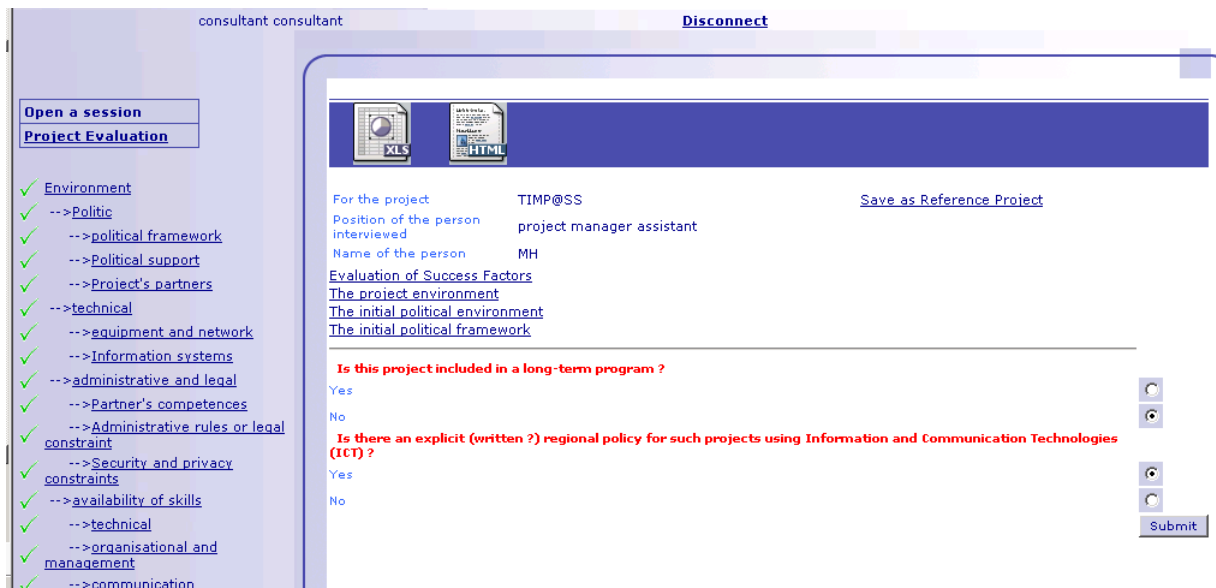 consultant consultant
Disconnect
Open a session
Project Evaluation
Environment
-->Politic
-->political framework
-->Political support
-->Project's partners
-->technical
-->equipment and network
-->Information systems
-->administrative and legal
-->Partner's competences
-->Administrative rules or legal
constraint
-->Security and privacy
constraints
-->availability of skills
-->technical
-->organisational and
management
-->communication
XLS
HTML
For the project TIMP@SS Save as Reference Project
Position of the person
interviewed project manager assistant
Name of the person MH
Evaluation of Success Factors
The project environment
The initial political environment
The initial political framework
Is this project included in a long-term program ?
Yes
No
Is there an explicit (written ?) regional policy for such projects using Information and Communication Technologies
(ICT) ?
Yes
No
Submit